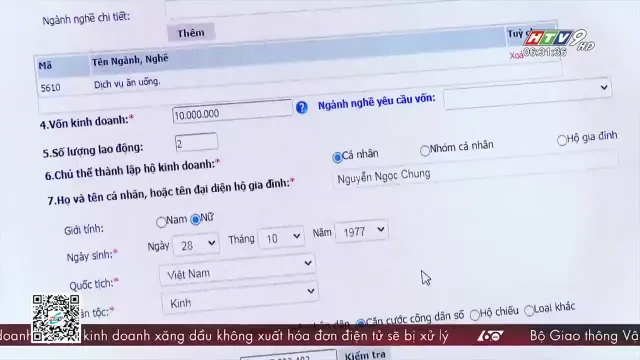 Ngành nghề chi tiết:
Thêm
HTV9 HD
06:31:36
Mã Tên Ngành, Nghề
Xoá
5610 Dịch vụ ăn uống.
4.Vốn kinh doanh:* 10.000.000 Ngành nghề yêu cầu vốn:
5.Số lượng lao động: 2
6.Chủ thể thành lập hộ kinh doanh:* Cá nhân Nhóm cá nhân Hộ gia đình
7.Họ và tên cá nhân, hoặc tên đại diện hộ gia đình:* Nguyễn Ngọc Chung
Giới tính: Nam Nữ
Ngày sinh:* Ngày 28 Tháng 10 Năm 1977
Quốc tịch:* Việt Nam
tộc:* Kinh
Căn cước công dân số Hộ chiếu Loại khác
doanh kinh doanh xăng dầu không xuất hóa đơn điện tử sẽ bị xử lý 60 Bộ Giao thông Vậ
Kiểm tra